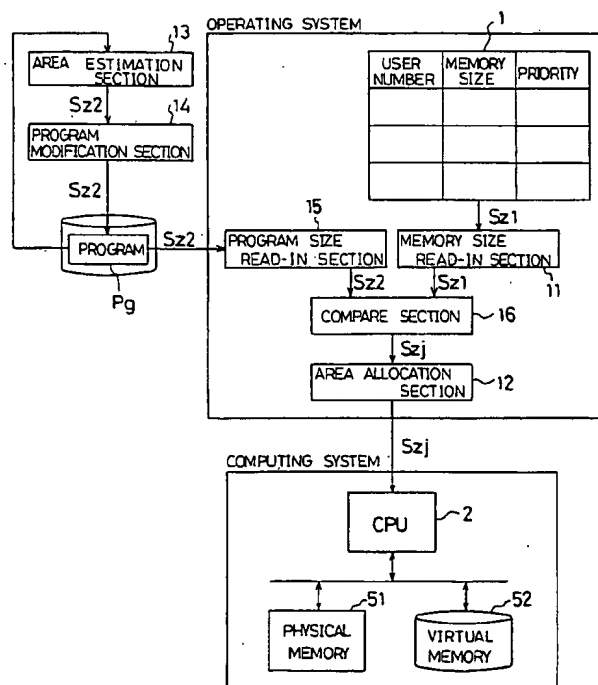 OPERATING SYSTEM
13
AREA ESTIMATION
SECTION
Sz2
14
PROGRAM
MODIFICATION SECTION
Sz2
PROGRAM
Pg
Sz2
1
USER NUMBER
MEMORY SIZE
PRIORITY
Sz1
15
PROGRAM SIZE
READ-IN SECTION
MEMORY SIZE
READ-IN SECTION
11
Sz2
Sz1
COMPARE SECTION
16
Szj
AREA ALLOCATION
SECTION
12
Szj
COMPUTING SYSTEM
CPU
2
51
PHYSICAL
MEMORY
52
VIRTUAL
MEMORY